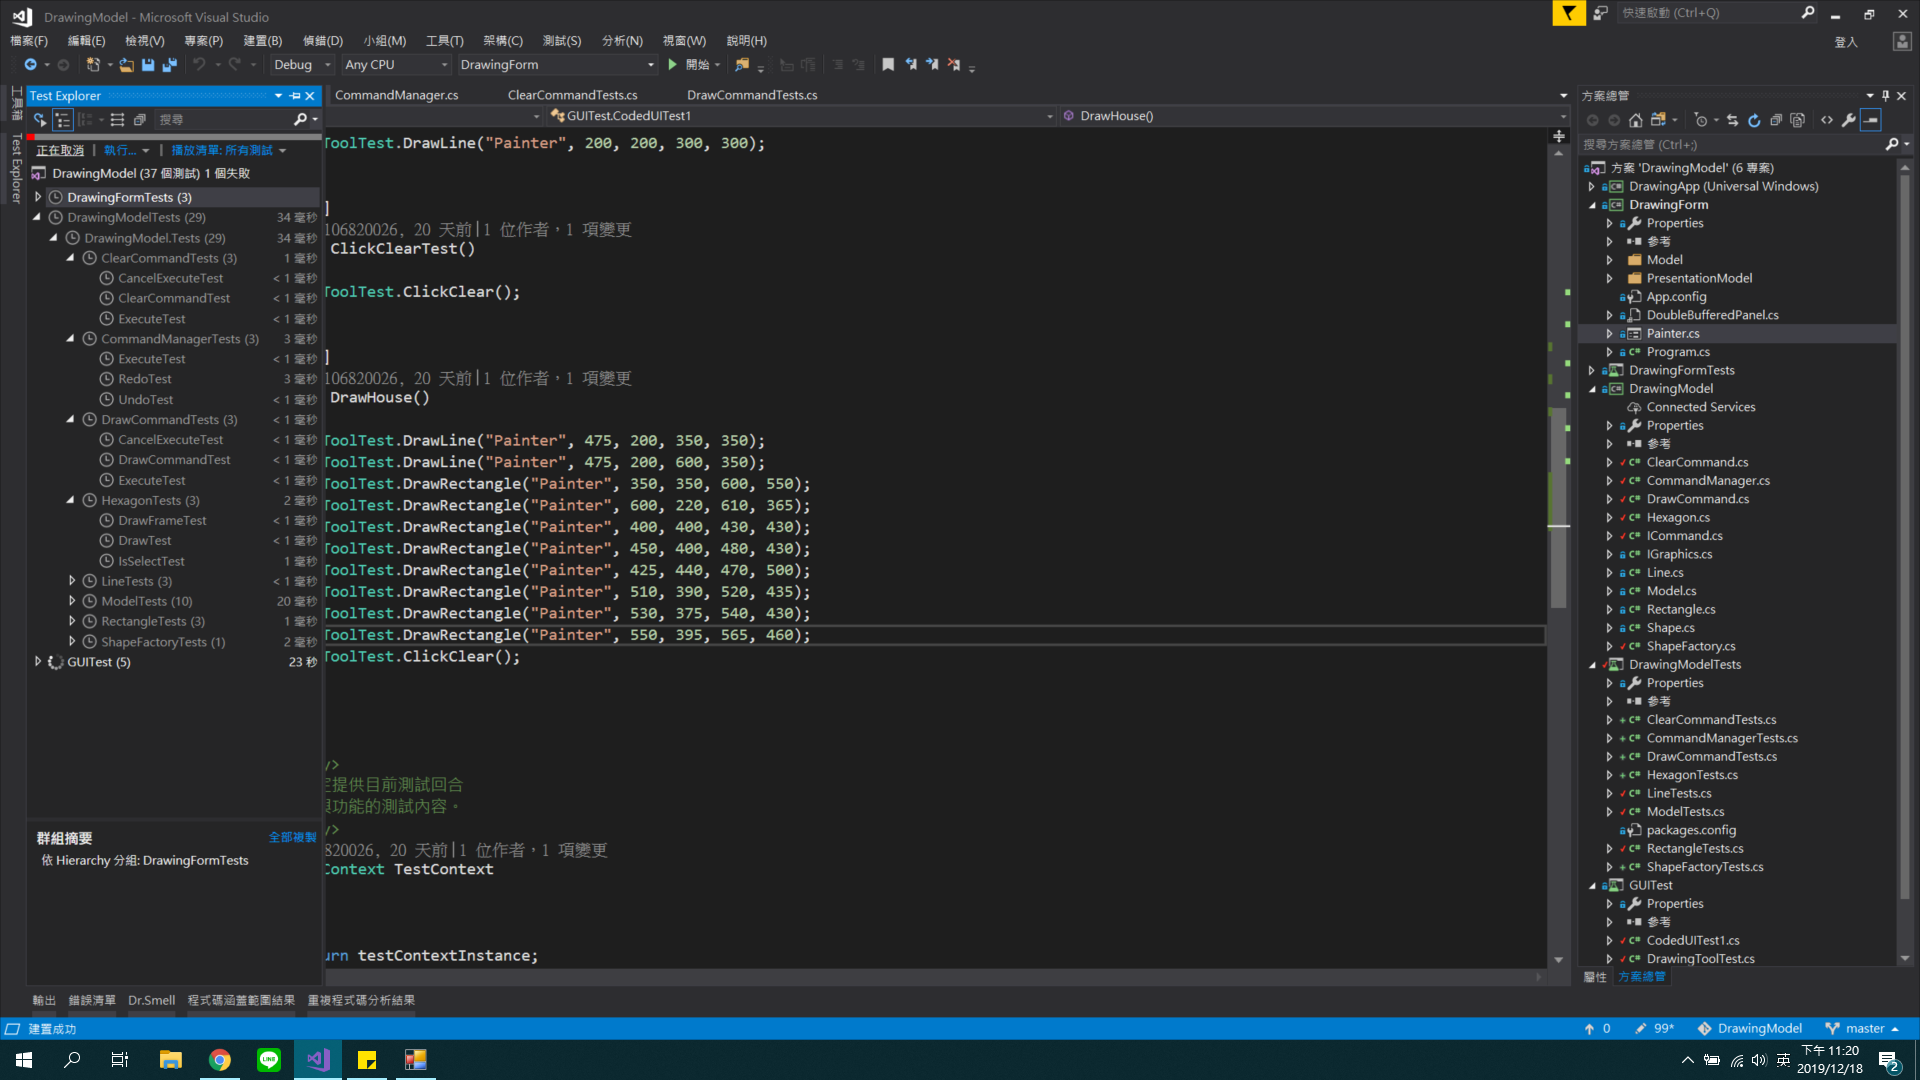 DrawingModel - Microsoft Visual Studio
快速啟動 (Ctrl+Q)
檔案(F) 編輯(E) 檢視(V) 專案(P) 建置(B) 偵錯(D) 小組(M) 工具(T) 架構(C) 測試(S) 分析(N) 視窗(W) 說明(H)
登入
Debug Any CPU DrawingForm 開始
工具箱
Test Explorer
Test Explorer
搜尋
正在取消 | 執行... | 播放清單: 所有測試
DrawingModel (37 個測試) 1 個失敗
DrawingFormTests (3)
DrawingModelTests (29) 34 毫秒
DrawingModel.Tests (29) 34 毫秒
ClearCommandTests (3) 1 毫秒
CancelExecuteTest < 1 毫秒
ClearCommandTest < 1 毫秒
ExecuteTest < 1 毫秒
CommandManagerTests (3) 3 毫秒
ExecuteTest < 1 毫秒
RedoTest 3 毫秒
UndoTest < 1 毫秒
DrawCommandTests (3) < 1 毫秒
CancelExecuteTest < 1 毫秒
DrawCommandTest < 1 毫秒
ExecuteTest < 1 毫秒
HexagonTests (3) 2 毫秒
DrawFrameTest < 1 毫秒
DrawTest < 1 毫秒
IsSelectTest 1 毫秒
LineTests (3) < 1 毫秒
ModelTests (10) 20 毫秒
RectangleTests (3) 1 毫秒
ShapeFactoryTests (1) 2 毫秒
GUITest (5) 23 秒
群組摘要 全部複製
依 Hierarchy 分組: DrawingFormTests
CommandManager.cs ClearCommandTests.cs DrawCommandTests.cs
GUITest.CodedUITest1 DrawHouse()
ToolTest.DrawLine("Painter", 200, 200, 300, 300);
]
106820026, 20 天前|1 位作者，1 項變更
ClickClearTest()
ToolTest.ClickClear();
]
106820026, 20 天前|1 位作者，1 項變更
DrawHouse()
ToolTest.DrawLine("Painter", 475, 200, 350, 350);
ToolTest.DrawLine("Painter", 475, 200, 600, 350);
ToolTest.DrawRectangle("Painter", 350, 350, 600, 550);
ToolTest.DrawRectangle("Painter", 600, 220, 610, 365);
ToolTest.DrawRectangle("Painter", 400, 400, 430, 430);
ToolTest.DrawRectangle("Painter", 450, 400, 480, 430);
ToolTest.DrawRectangle("Painter", 425, 440, 470, 500);
ToolTest.DrawRectangle("Painter", 510, 390, 520, 435);
ToolTest.DrawRectangle("Painter", 530, 375, 540, 430);
ToolTest.DrawRectangle("Painter", 550, 395, 565, 460);
ToolTest.ClickClear();
/>
提供目前測試回合
功能的測試內容。
/>
820026, 20 天前|1 位作者，1 項變更
Context TestContext
urn testContextInstance;
方案總管
搜尋方案總管 (Ctrl+;)
方案 'DrawingModel' (6 專案)
DrawingApp (Universal Windows)
DrawingForm
Properties
參考
Model
PresentationModel
App.config
DoubleBufferedPanel.cs
Painter.cs
Program.cs
DrawingFormTests
DrawingModel
Connected Services
Properties
參考
ClearCommand.cs
CommandManager.cs
DrawCommand.cs
Hexagon.cs
ICommand.cs
IGraphics.cs
Line.cs
Model.cs
Rectangle.cs
Shape.cs
ShapeFactory.cs
DrawingModelTests
Properties
參考
ClearCommandTests.cs
CommandManagerTests.cs
DrawCommandTests.cs
HexagonTests.cs
LineTests.cs
ModelTests.cs
packages.config
RectangleTests.cs
ShapeFactoryTests.cs
GUITest
Properties
參考
CodedUITest1.cs
DrawingToolTest.cs
屬性 方案總管
輸出 錯誤清單 Dr.Smell 程式碼涵蓋範圍結果 重複程式碼分析結果
建置成功 0 99* DrawingModel master
英 下午 11:20
2019/12/18
2